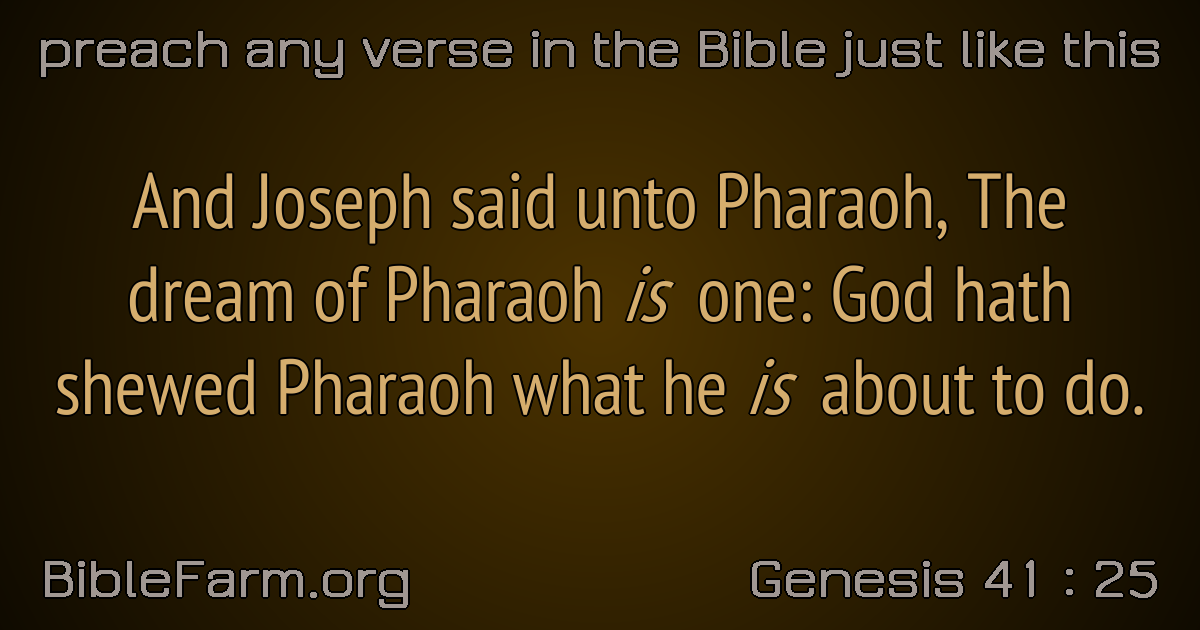 preach any verse in the Bible just like this
And Joseph said unto Pharaoh, The
dream of Pharaoh is one: God hath
shewed Pharaoh what he is about to do.
BibleFarm.org
Genesis 41 : 25